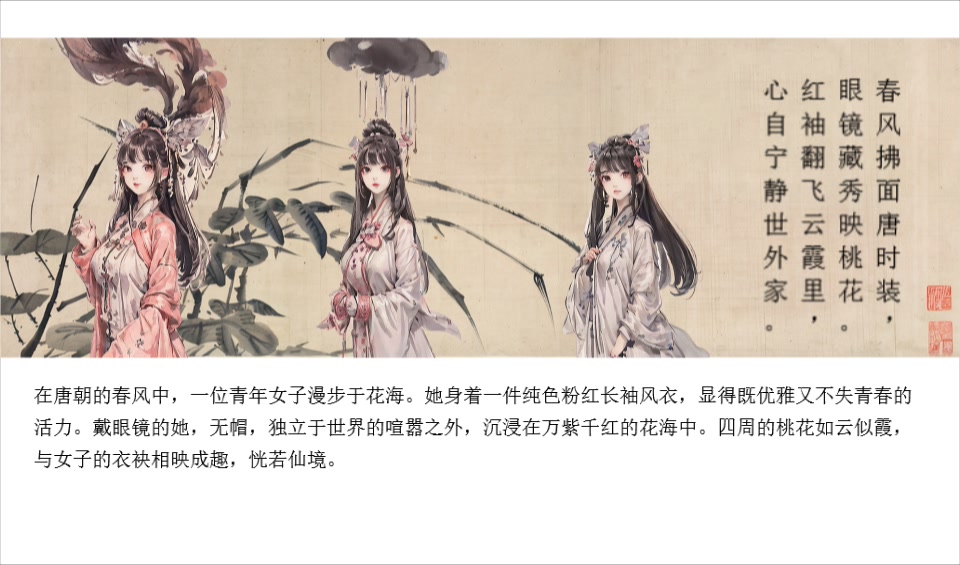 春风拂面唐时装，
眼镜藏秀映桃花。
红袖翻飞云霞里，
心自宁静世外家。
在唐朝的春风中，一位青年女子漫步于花海。她身着一件纯色粉红长袖风衣，显得既优雅又不失青春的
活力。戴眼镜的她，无帽，独立于世界的喧嚣之外，沉浸在万紫千红的花海中。四周的桃花如云似霞，
与女子的衣袂相映成趣，恍若仙境。